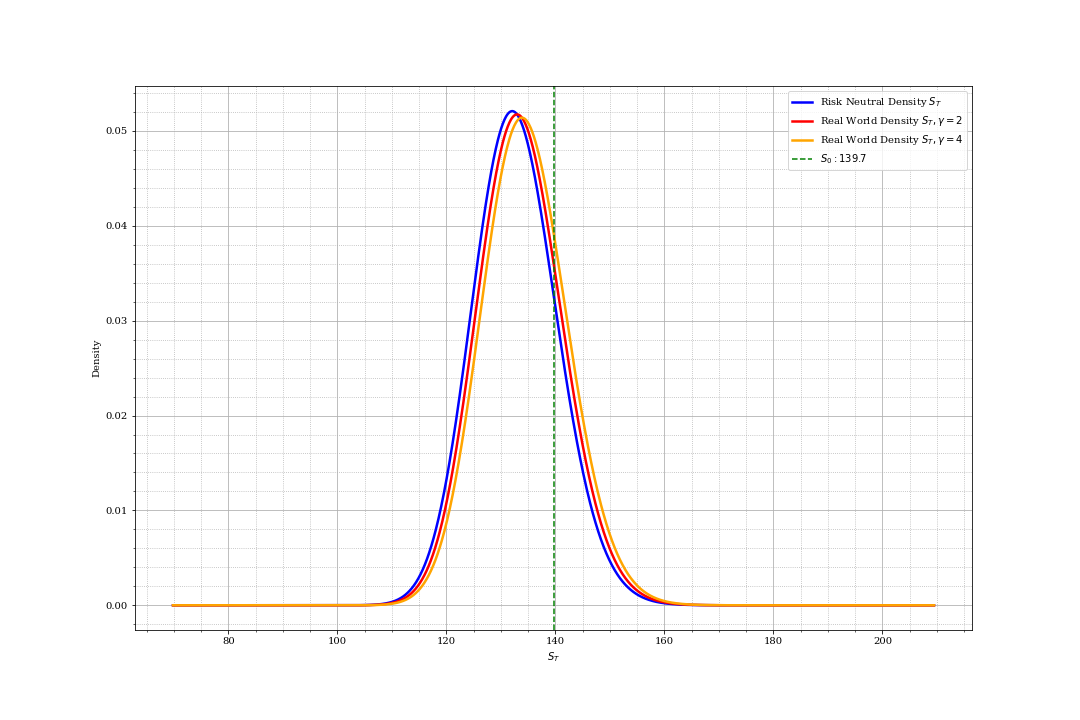 Risk Neutral Density S_T
Real World Density S_T, γ = 2
Real World Density S_T, γ = 4
S_0 : 139.7
0.05
0.04
0.03
0.02
0.01
0.00
Density
80
100
120
140
160
180
200
S_T